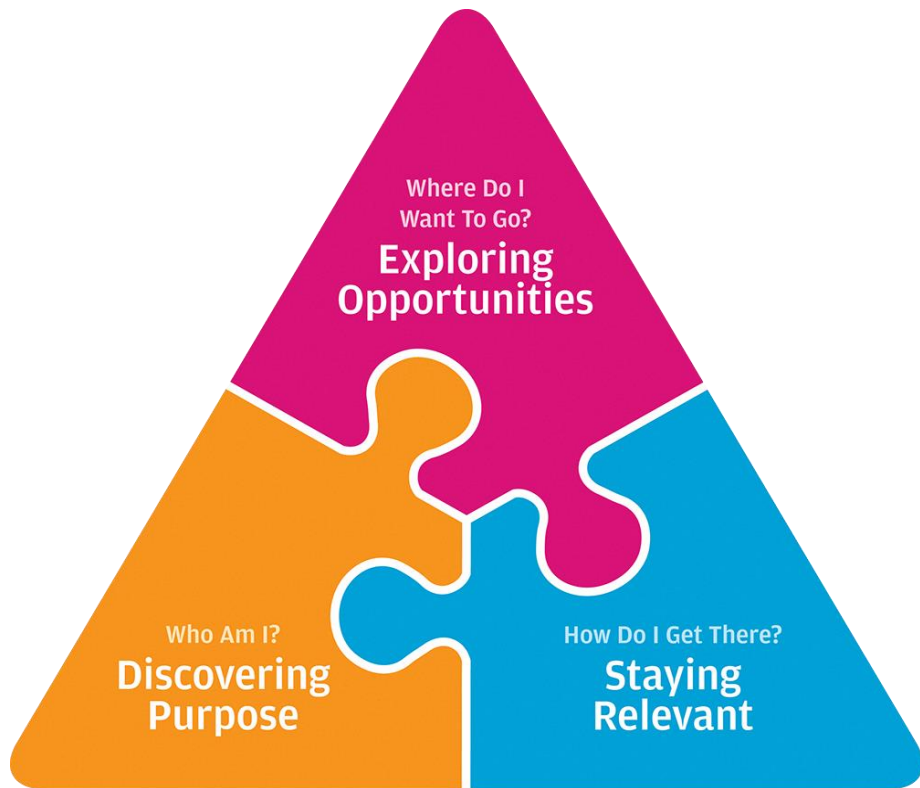 Where Do I
Want To Go?
Exploring
Opportunities
Who Am I?
Discovering
Purpose
How Do I Get There?
Staying
Relevant